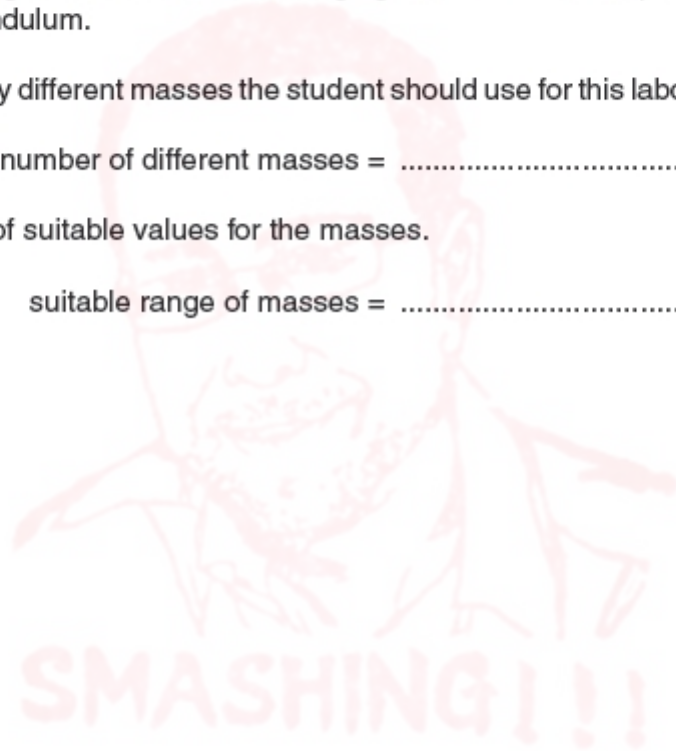 dulum.
y different masses the student should use for this labo
number of different masses = ..................................
of suitable values for the masses.
suitable range of masses = ..................................
SMASHING!!!